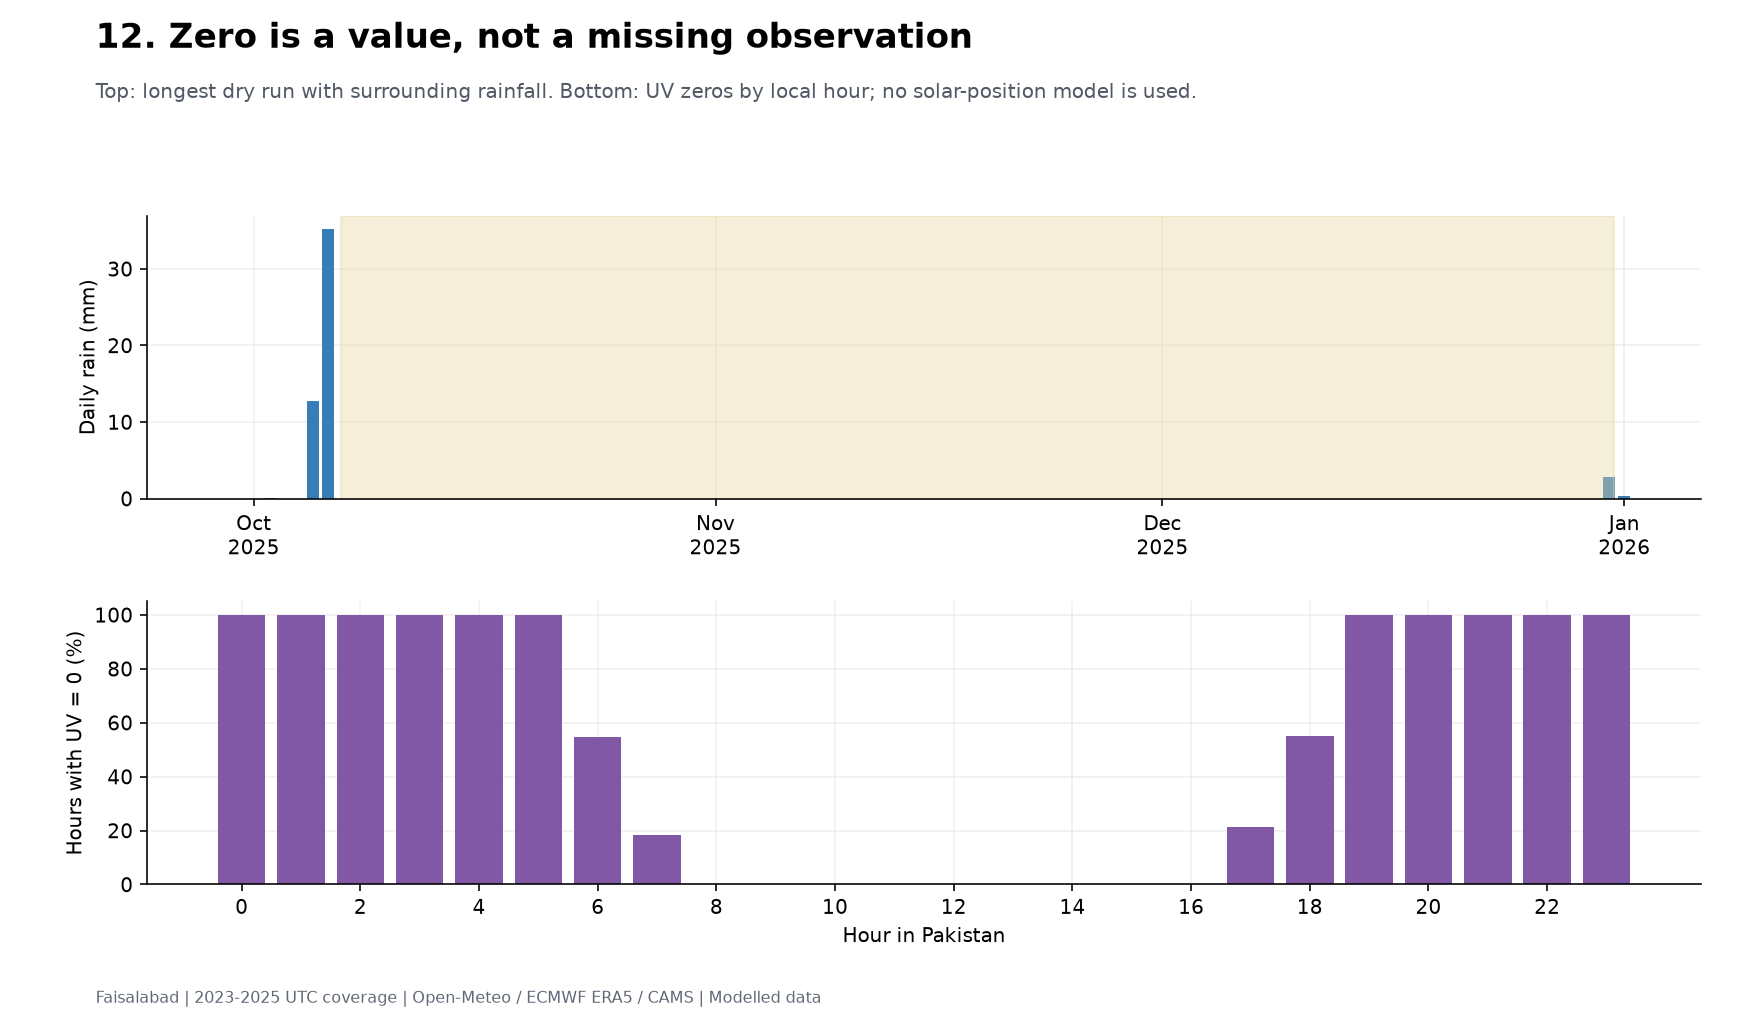 12. Zero is a value, not a missing observation
Top: longest dry run with surrounding rainfall. Bottom: UV zeros by local hour; no solar-position model is used.
Daily rain (mm)
30
20
10
0
Oct
2025
Nov
2025
Dec
2025
Jan
2026
Hours with UV = 0 (%)
100
80
60
40
20
0
0 2 4 6 8 10 12 14 16 18 20 22
Hour in Pakistan
Faisalabad | 2023-2025 UTC coverage | Open-Meteo / ECMWF ERA5 / CAMS | Modelled data